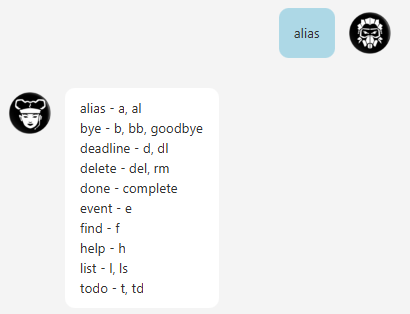 alias
alias - a, al
bye - b, bb, goodbye
deadline - d, dl
delete - del, rm
done - complete
event - e
find - f
help - h
list - l, ls
todo - t, td